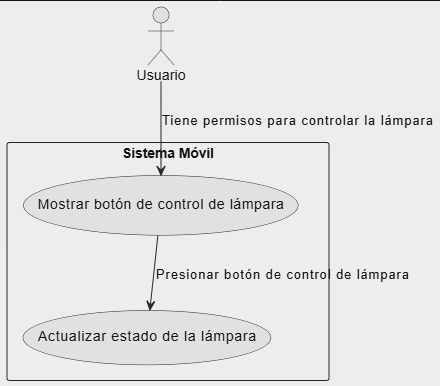 Usuario
Tiene permisos para controlar la lámpara
Sistema Móvil
Mostrar botón de control de lámpara
Presionar botón de control de lámpara
Actualizar estado de la lámpara